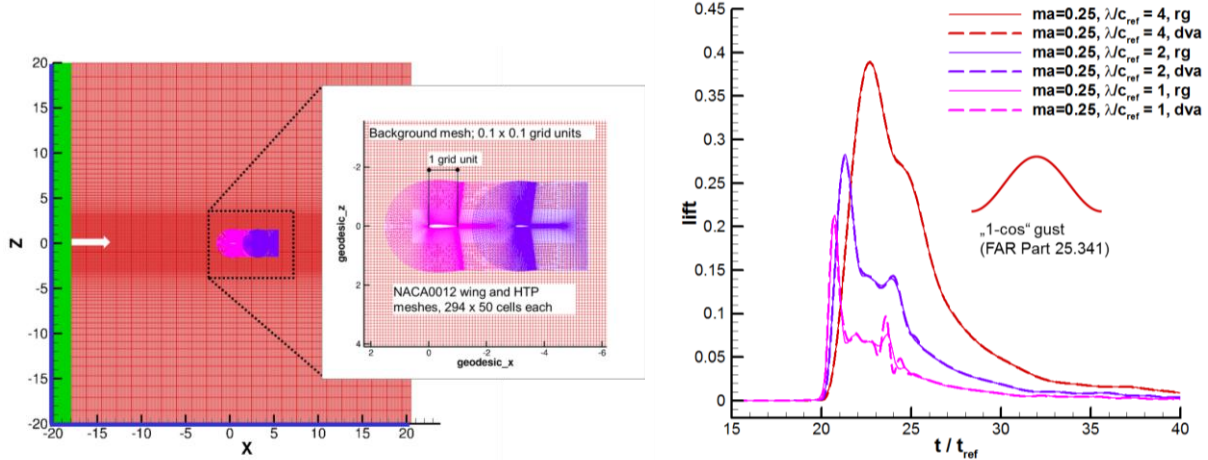 20
15
10
5
0
-5
-10
-15
-20
Z
-20
-15
-10
-5
0
5
10
15
20
X
Background mesh; 0.1 x 0.1 grid units
1 grid unit
-2
0
2
4
geodesic_z
NACA0012 wing and HTP
meshes, 294 x 50 cells each
2
0
-2
-4
-6
geodesic_x
ma=0.25, λ/c_ref = 4, rg
ma=0.25, λ/c_ref = 4, dva
ma=0.25, λ/c_ref = 2, rg
ma=0.25, λ/c_ref = 2, dva
ma=0.25, λ/c_ref = 1, rg
ma=0.25, λ/c_ref = 1, dva
0.45
0.4
0.35
0.3
0.25
0.2
0.15
0.1
0.05
0
lift
„1-cos“ gust
(FAR Part 25.341)
15
20
25
30
35
40
t / t_ref